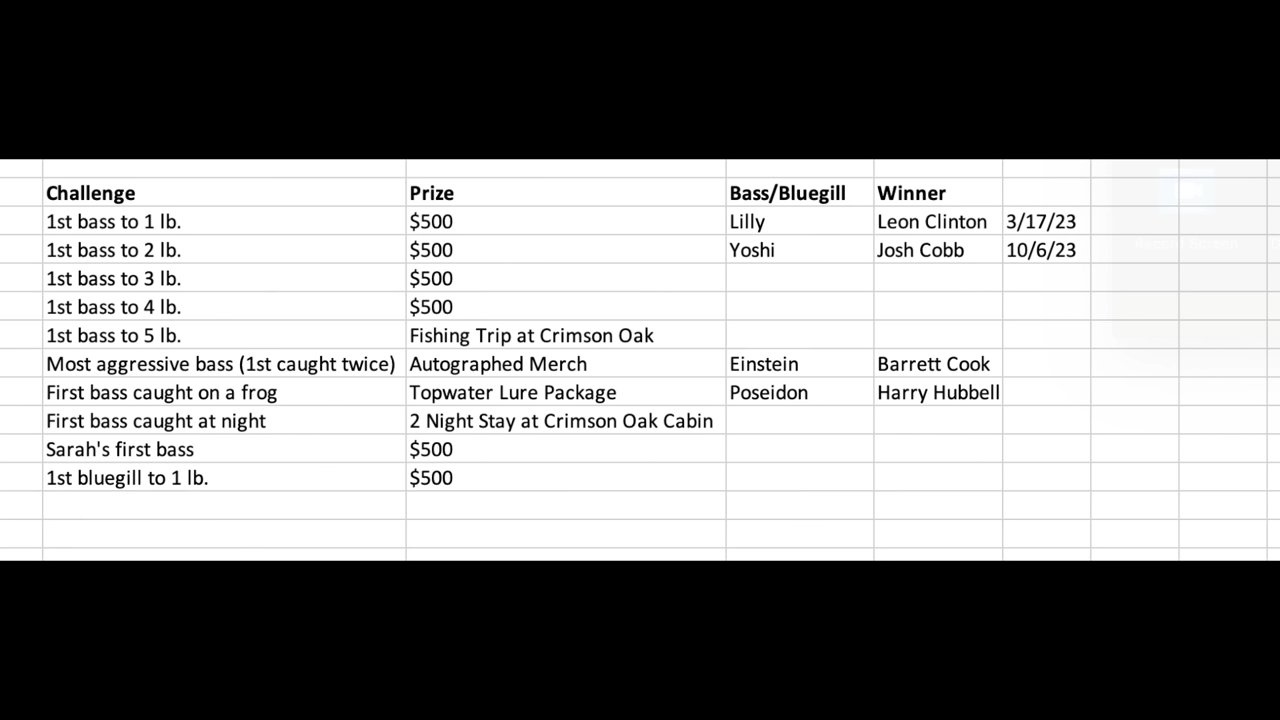 Challenge Prize Bass/Bluegill Winner
1st bass to 1 lb. $500 Lilly Leon Clinton 3/17/23
1st bass to 2 lb. $500 Yoshi Josh Cobb 10/6/23
1st bass to 3 lb. $500
1st bass to 4 lb. $500
1st bass to 5 lb. Fishing Trip at Crimson Oak
Most aggressive bass (1st caught twice) Autographed Merch Einstein Barrett Cook
First bass caught on a frog Topwater Lure Package Poseidon Harry Hubbell
First bass caught at night 2 Night Stay at Crimson Oak Cabin
Sarah's first bass $500
1st bluegill to 1 lb. $500